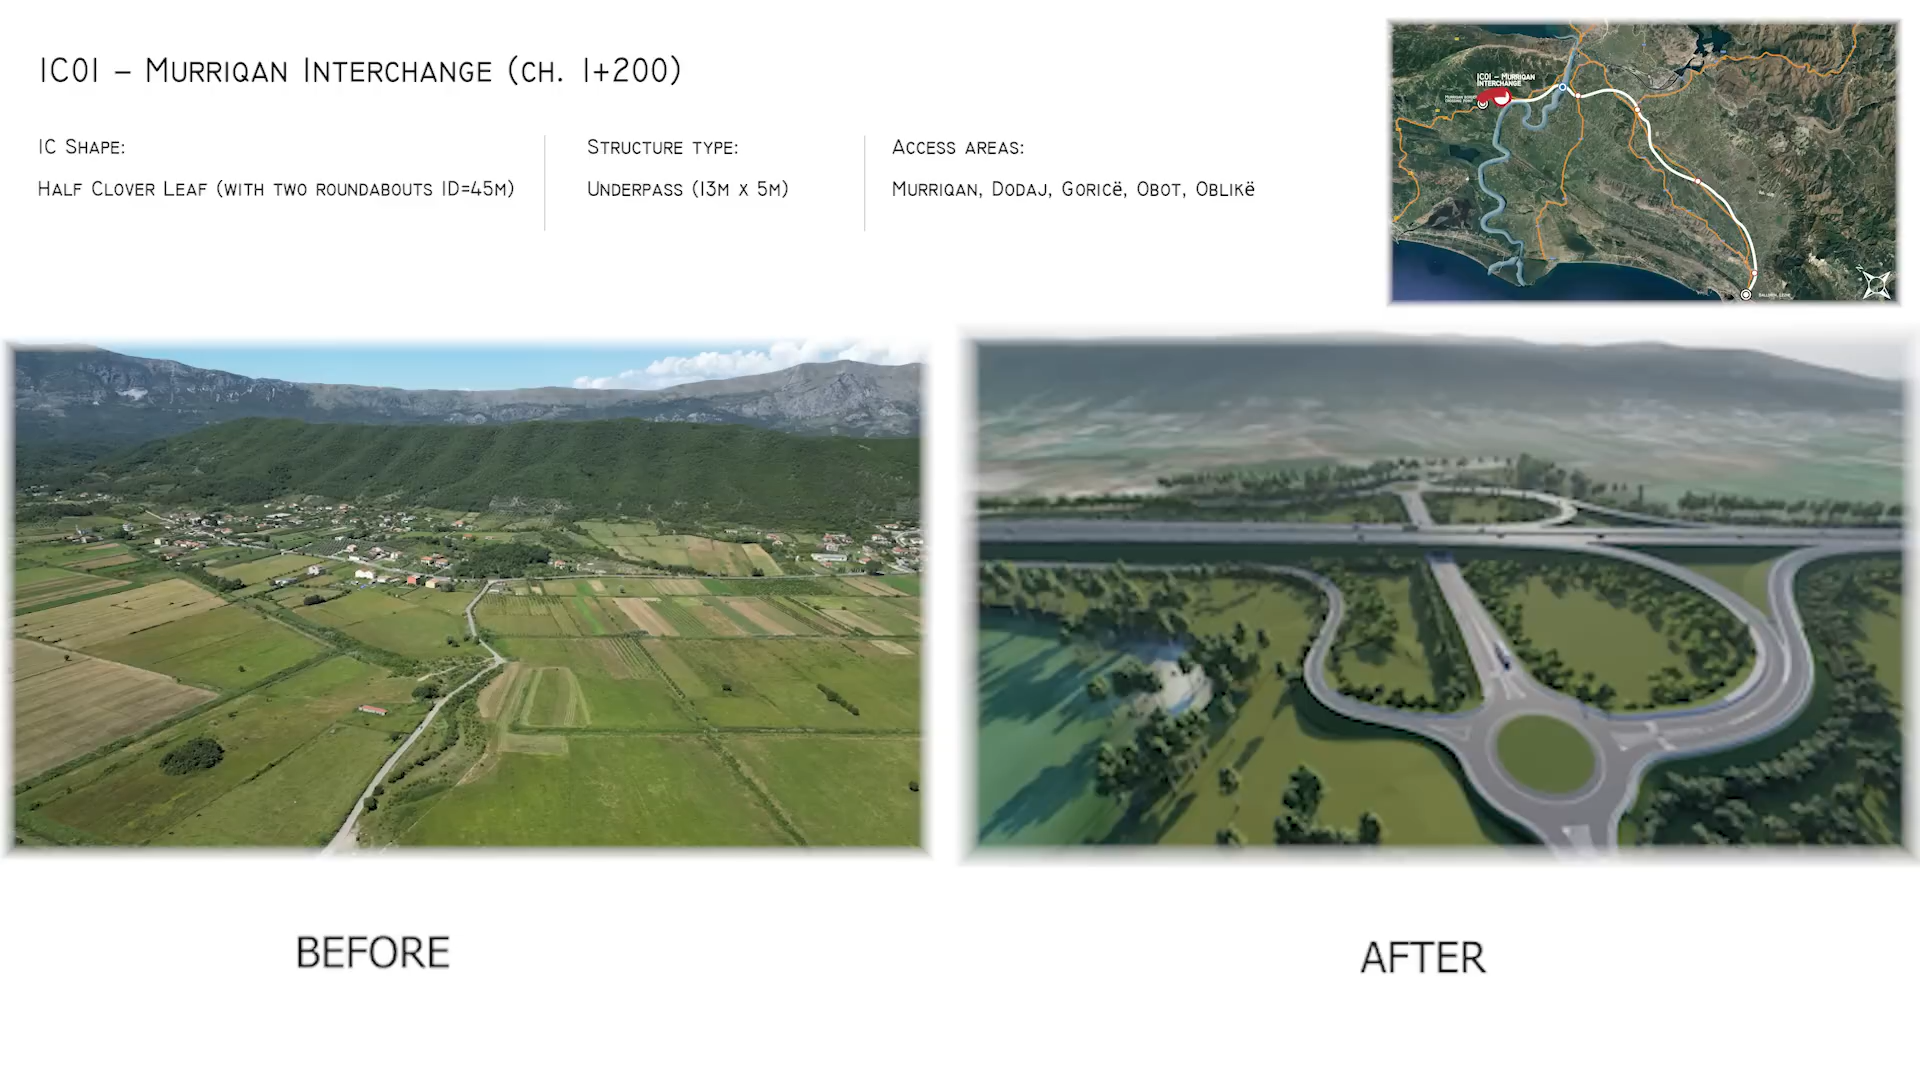 IC01 – Murriqan Interchange (ch. 1+200)
IC Shape:
Half Clover Leaf (with two roundabouts ID=45m)
Structure type:
Underpass (13m x 5m)
Access areas:
Murriqan, Dodaj, Goricë, Obot, Oblikë
IC01 – Murriqan
Interchange
BEFORE
AFTER